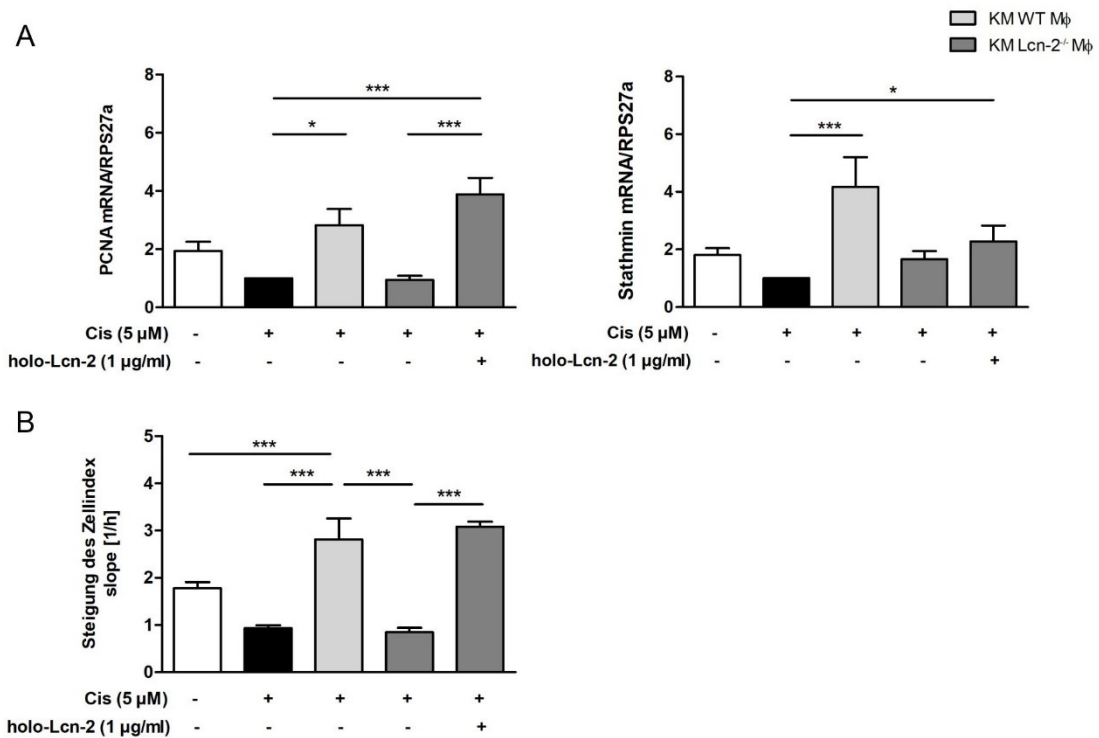 KM WT Mϕ
KM Lcn-2-/- Mϕ
A
PCNA mRNA/RPS27a
8
6
4
2
0
***
*
***
Cis (5 µM) - + + + +
holo-Lcn-2 (1 µg/ml) - - - - +
Stathmin mRNA/RPS27a
8
6
4
2
0
*
***
Cis (5 µM) - + + + +
holo-Lcn-2 (1 µg/ml) - - - - +
B
Steigung des Zellindex
slope [1/h]
5
4
3
2
1
0
***
***
***
***
Cis (5 µM) - + + + +
holo-Lcn-2 (1 µg/ml) - - - - +